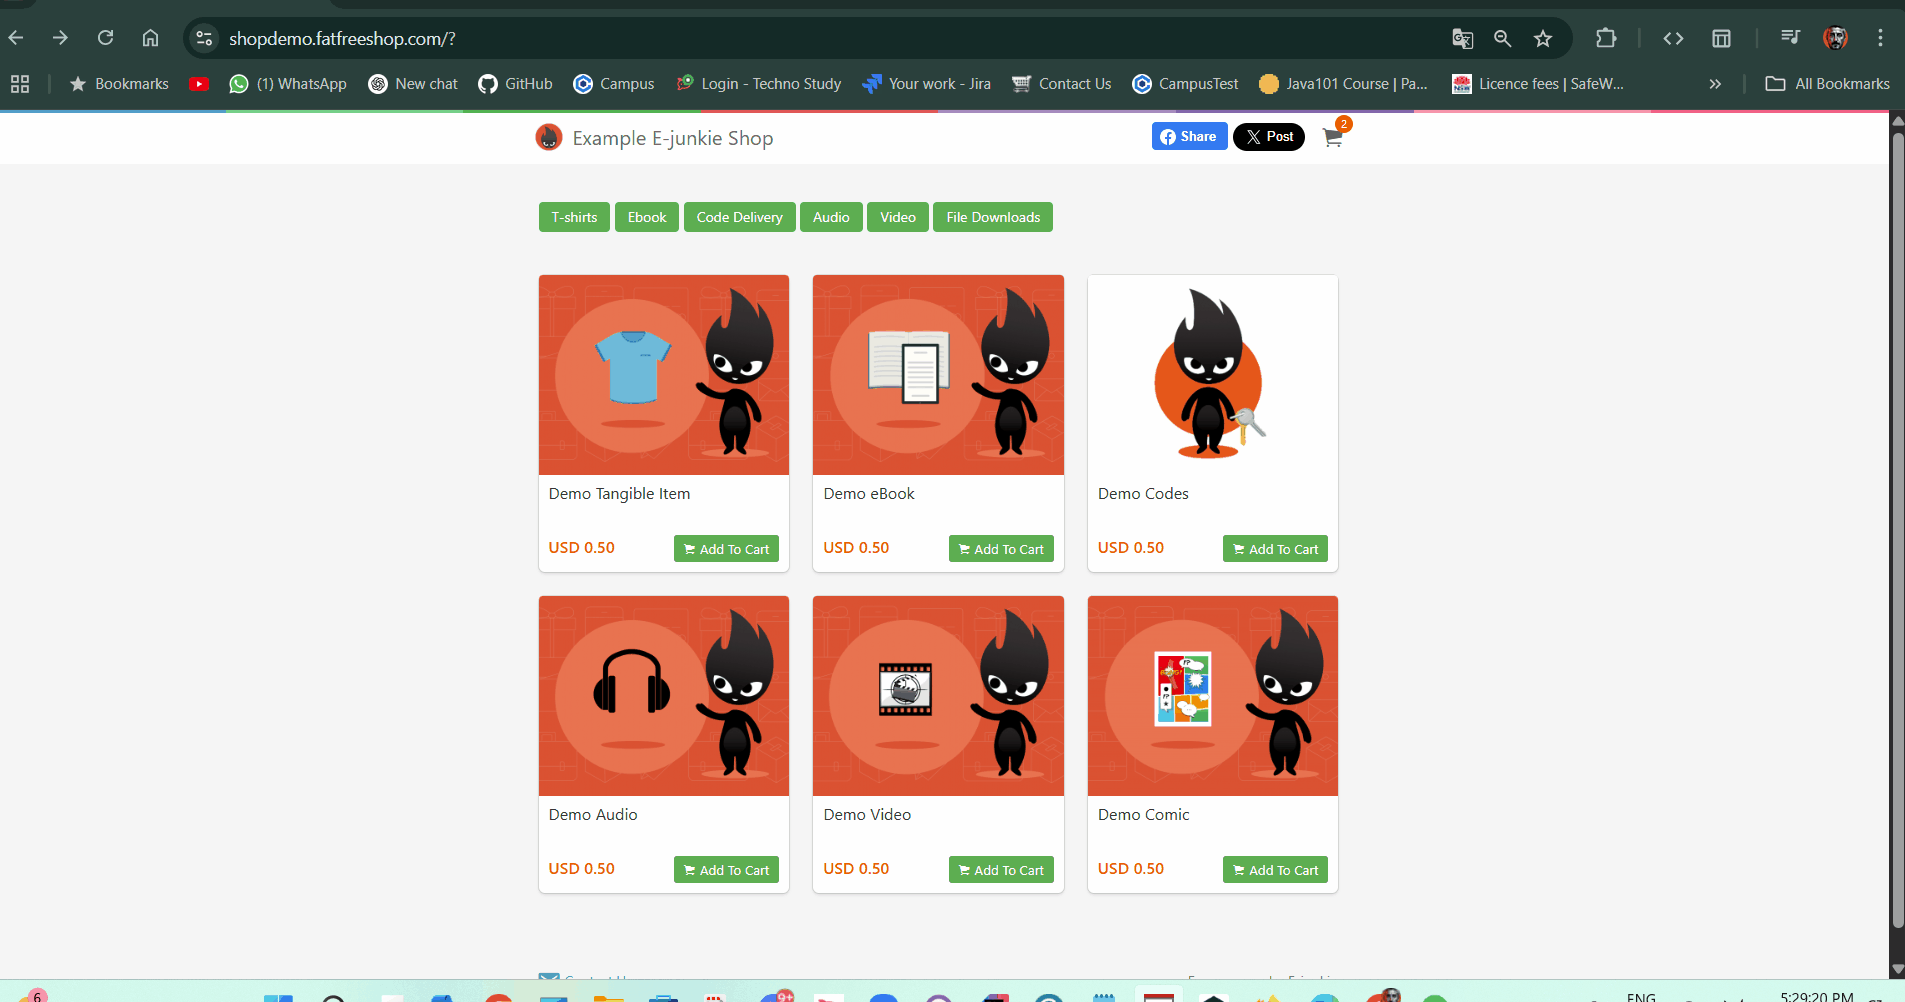 shopdemo.fatfreeshop.com/?
Bookmarks
(1) WhatsApp
New chat
GitHub
Campus
Login - Techno Study
Your work - Jira
Contact Us
CampusTest
Java101 Course | Pa...
Licence fees | SafeW...
»
All Bookmarks
Example E-junkie Shop
Share
Post
2
T-shirts
Ebook
Code Delivery
Audio
Video
File Downloads
Demo Tangible Item
Demo eBook
Demo Codes
USD 0.50
Add To Cart
USD 0.50
Add To Cart
USD 0.50
Add To Cart
Demo Audio
Demo Video
Demo Comic
USD 0.50
Add To Cart
USD 0.50
Add To Cart
USD 0.50
Add To Cart
6
9+
ENG
5:29:20 PM